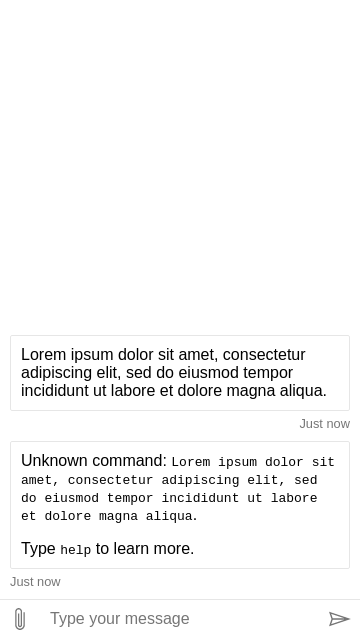 Lorem ipsum dolor sit amet, consectetur
adipiscing elit, sed do eiusmod tempor
incididunt ut labore et dolore magna aliqua.
Just now
Unknown command: Lorem ipsum dolor sit
amet, consectetur adipiscing elit, sed
do eiusmod tempor incididunt ut labore
et dolore magna aliqua.
Type help to learn more.
Just now
Type your message